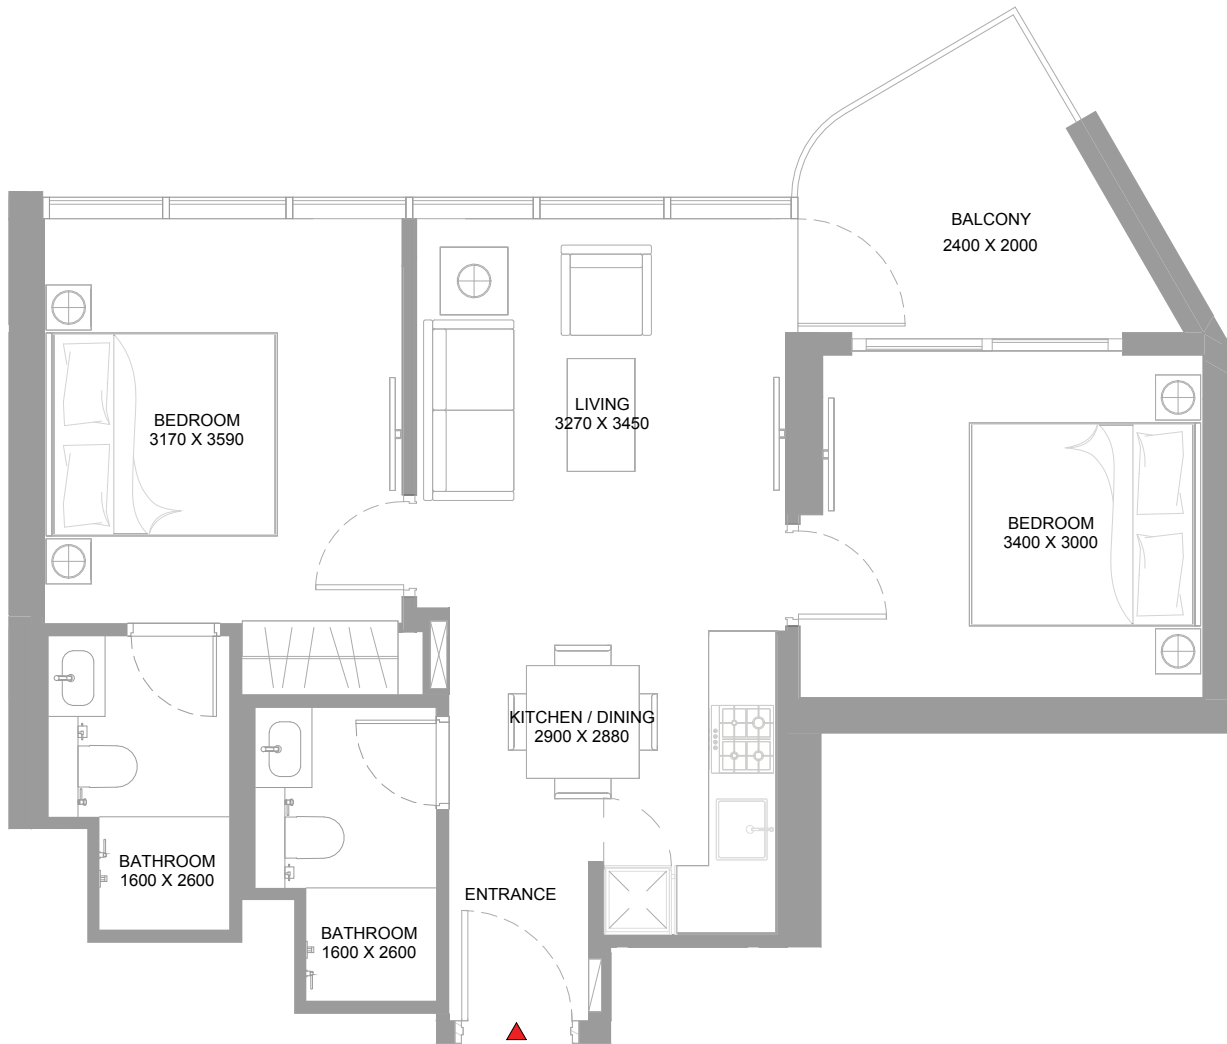 BALCONY
2400 X 2000
BEDROOM
3170 X 3590
LIVING
3270 X 3450
BEDROOM
3400 X 3000
KITCHEN / DINING
2900 X 2880
BATHROOM
1600 X 2600
ENTRANCE
BATHROOM
1600 X 2600